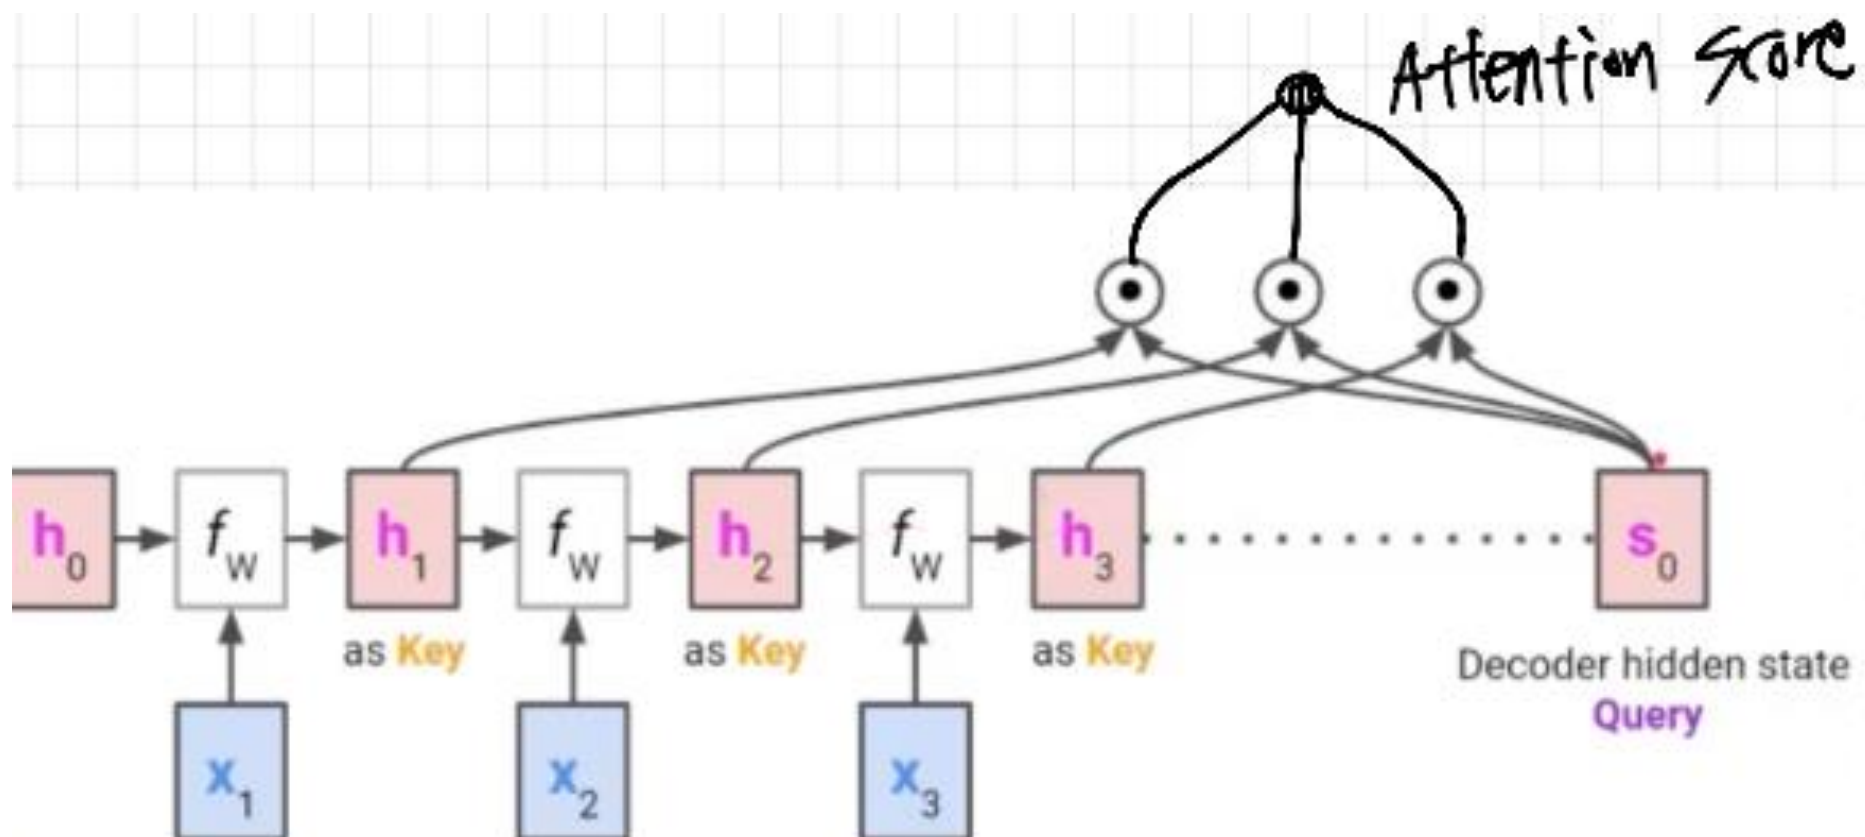 Attention Score
h0 fW h1 fW h2 fW h3 s0
as Key as Key as Key
Decoder hidden state
Query
x1 x2 x3